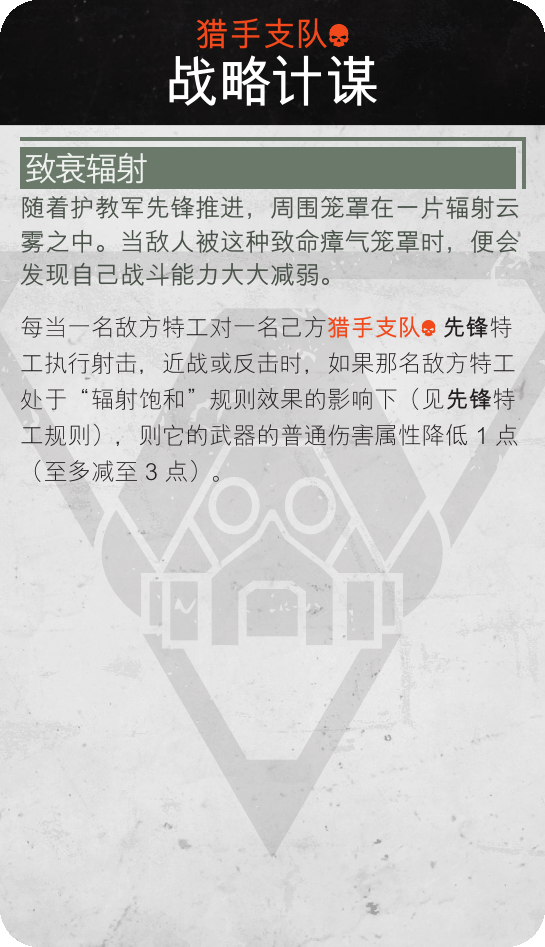 猎手支队
战略计谋
致衰辐射
随着护教军先锋推进，周围笼罩在一片辐射云
雾之中。当敌人被这种致命瘴气笼罩时，便会
发现自己战斗能力大大减弱。
每当一名敌方特工对一名己方猎手支队 先锋特
工执行射击，近战或反击时，如果那名敌方特工
处于“辐射饱和”规则效果的影响下（见先锋特
工规则），则它的武器的普通伤害属性降低 1 点
（至多减至 3 点）。